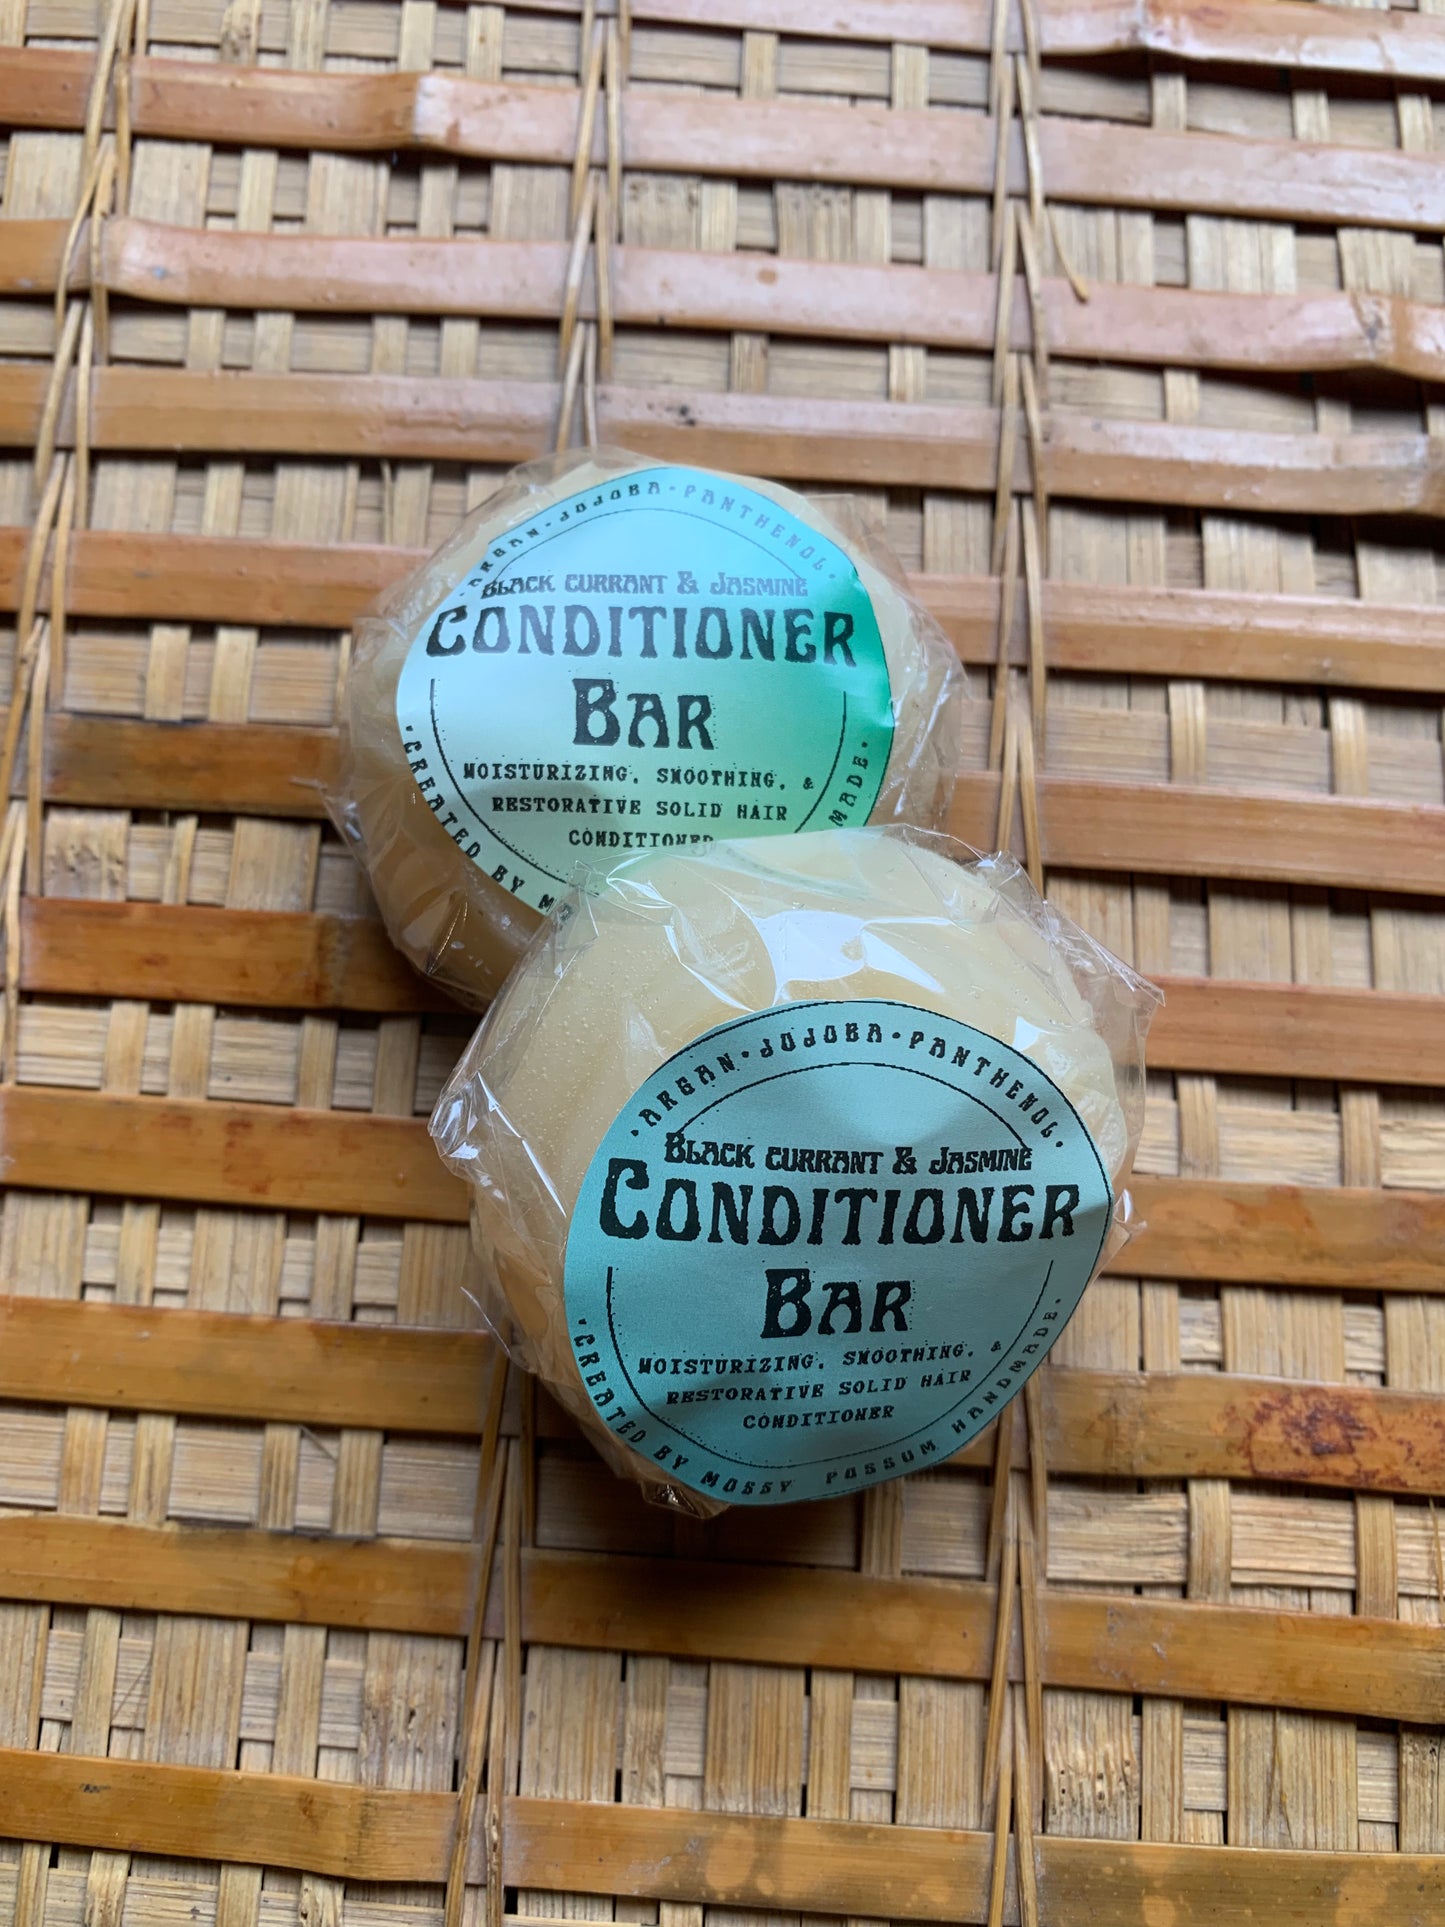 ARGAN · JOJOBA · PANTHENOL ·
BLACK CURRANT & JASMINE
CONDITIONER
BAR
MOISTURIZING, SMOOTHING, &
RESTORATIVE SOLID HAIR
CONDITIONER
· CREATED BY
MADE ·
· ARGAN · JOJOBA · PANTHENOL ·
BLACK CURRANT & JASMINE
CONDITIONER
BAR
MOISTURIZING, SMOOTHING, &
RESTORATIVE SOLID HAIR
CONDITIONER
· CREATED BY MOSSY POSSUM HANDMADE ·